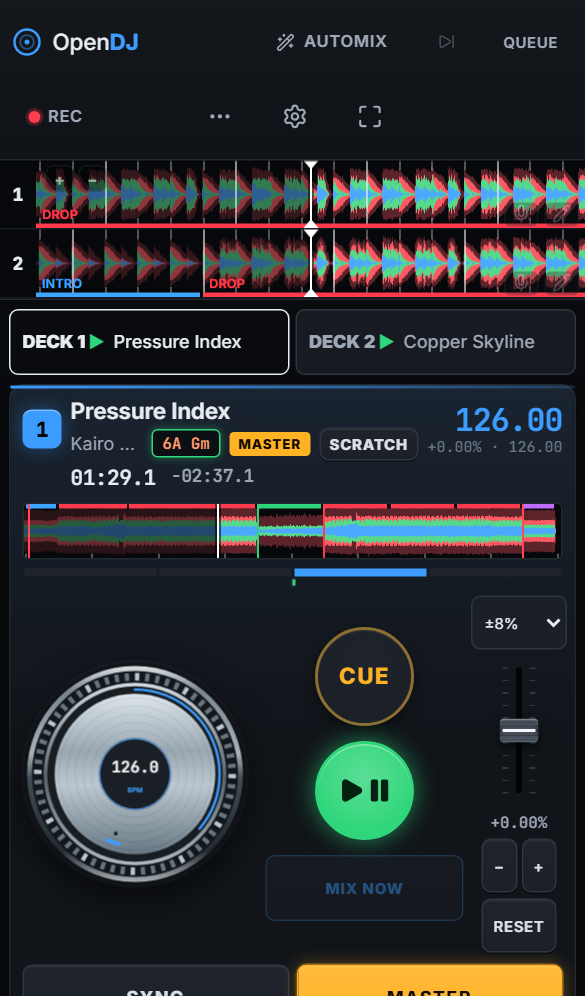 OpenDJ
AUTOMIX
QUEUE
REC
1
DROP
2
INTRO
DROP
DECK 1 Pressure Index
DECK 2 Copper Skyline
1
Pressure Index
126.00
Kairo ...
6A Gm
MASTER
SCRATCH
+0.00% · 126.00
01:29.1
-02:37.1
±8%
CUE
126.0
BPM
+0.00%
-
+
MIX NOW
RESET
SYNC
MASTER